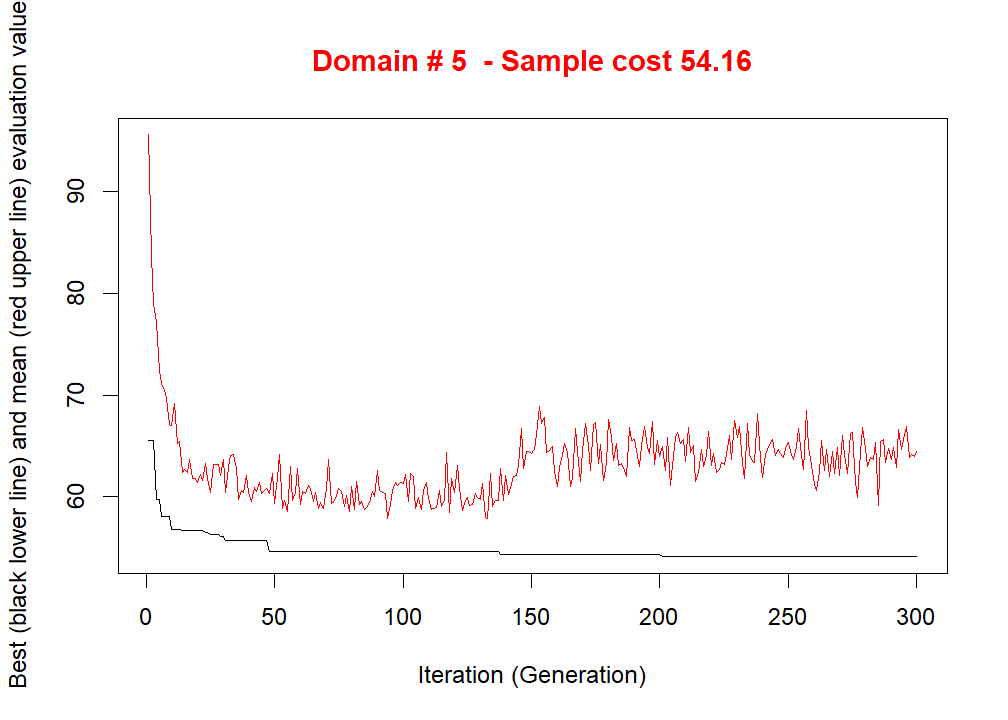 Domain # 5  - Sample cost 54.16
Best (black lower line) and mean (red upper line) evaluation value
90
80
70
60
0 50 100 150 200 250 300
Iteration (Generation)